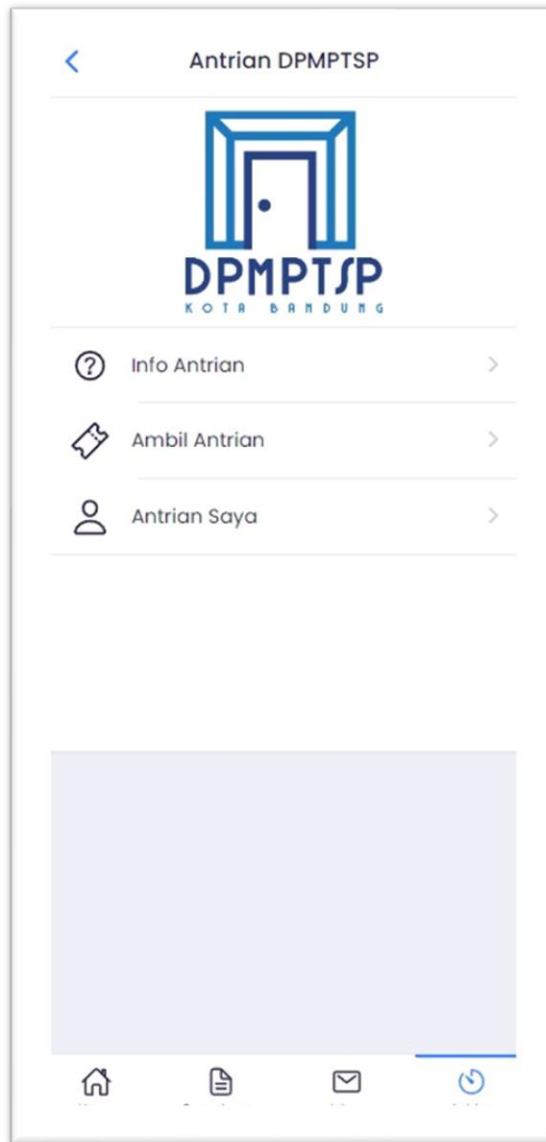 Antrian DPMPTSP
DPMPTSP
KOTA BANDUNG
Info Antrian
Ambil Antrian
Antrian Saya